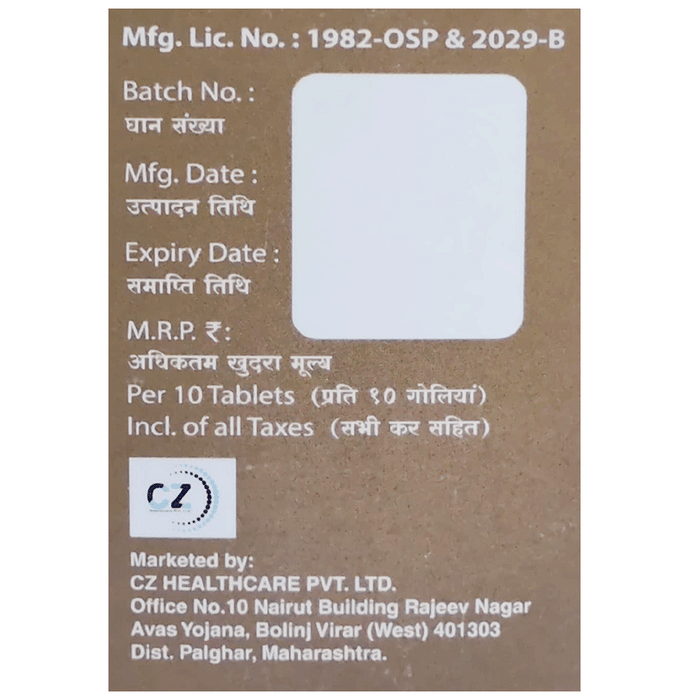 Mfg. Lic. No. : 1982-OSP & 2029-B
Batch No. :
घान संख्या
Mfg. Date :
उत्पादन तिथि
Expiry Date :
समाप्ति तिथि
M.R.P. ₹:
अधिकतम खुदरा मूल्य
Per 10 Tablets (प्रति १० गोलियां)
Incl. of all Taxes (सभी कर सहित)
CZ
Marketed by:
CZ HEALTHCARE PVT. LTD.
Office No.10 Nairut Building Rajeev Nagar
Avas Yojana, Bolinj Virar (West) 401303
Dist. Palghar, Maharashtra.